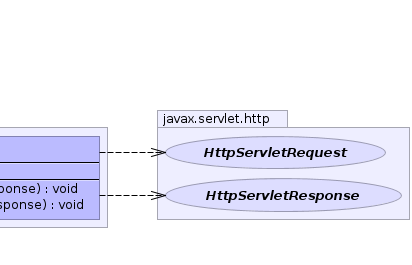 javax.servlet.http
HttpServletRequest
ponse) : void
HttpServletResponse
sponse) : void